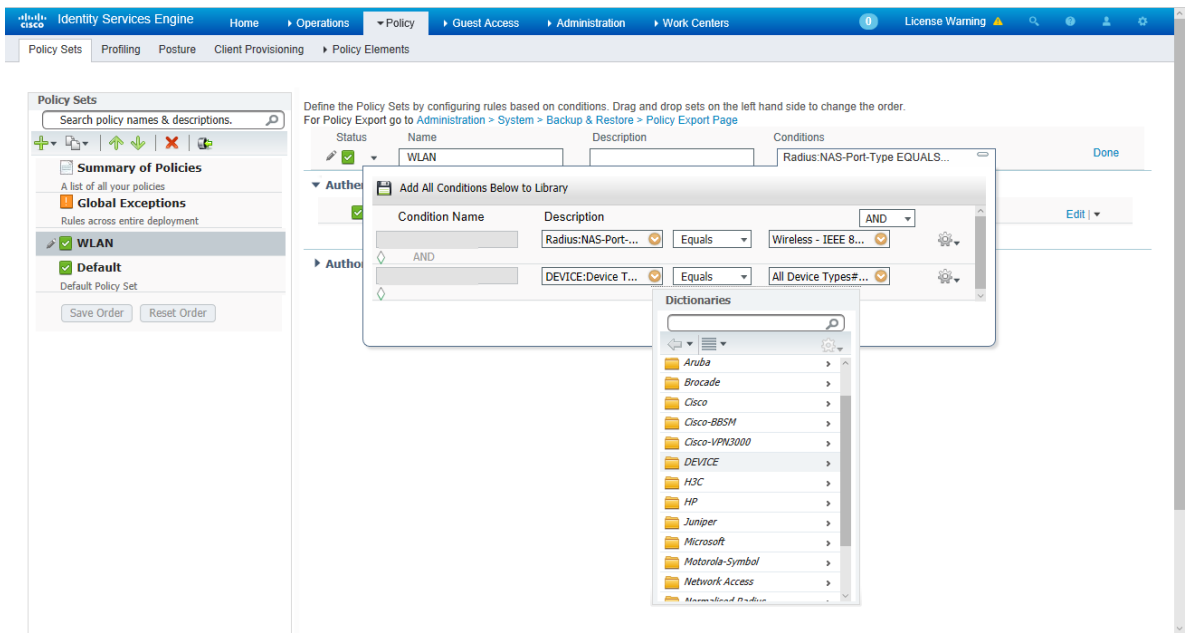 cisco Identity Services Engine Home Operations Policy Guest Access Administration Work Centers 0 License Warning
Policy Sets Profiling Posture Client Provisioning Policy Elements
Policy Sets
Search policy names & descriptions.
Summary of Policies
A list of all your policies
Global Exceptions
Rules across entire deployment
WLAN
Default
Default Policy Set
Save Order Reset Order
Define the Policy Sets by configuring rules based on conditions. Drag and drop sets on the left hand side to change the order.
For Policy Export go to Administration > System > Backup & Restore > Policy Export Page
Status Name Description Conditions
WLAN Radius:NAS-Port-Type EQUALS... Done
Authe
Edit |
Autho
Add All Conditions Below to Library
Condition Name Description AND
Radius:NAS-Port-... Equals Wireless - IEEE 8...
AND
DEVICE:Device T... Equals All Device Types#...
Dictionaries
Aruba
Brocade
Cisco
Cisco-BBSM
Cisco-VPN3000
DEVICE
H3C
HP
Juniper
Microsoft
Motorola-Symbol
Network Access
Normalised Radius